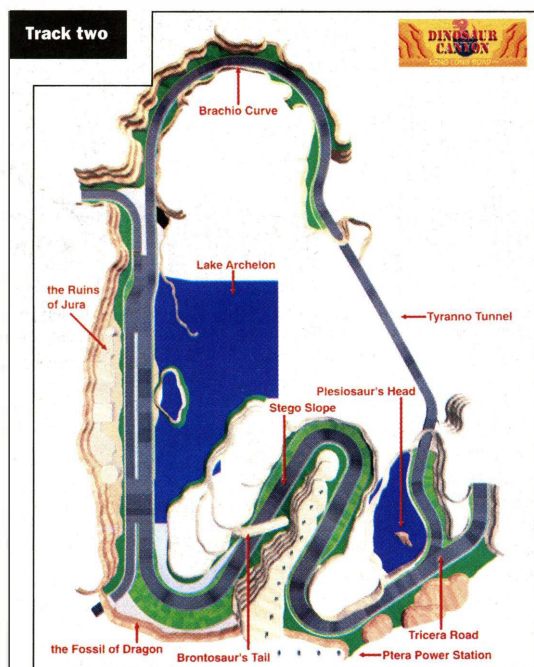 Track two
DINOSAUR
CANYON
Brachio Curve
Lake Archelon
the Ruins
of Jura
Tyranno Tunnel
Plesiosaur's Head
Stego Slope
Tricera Road
the Fossil of Dragon
Brontosaur's Tail
Ptera Power Station